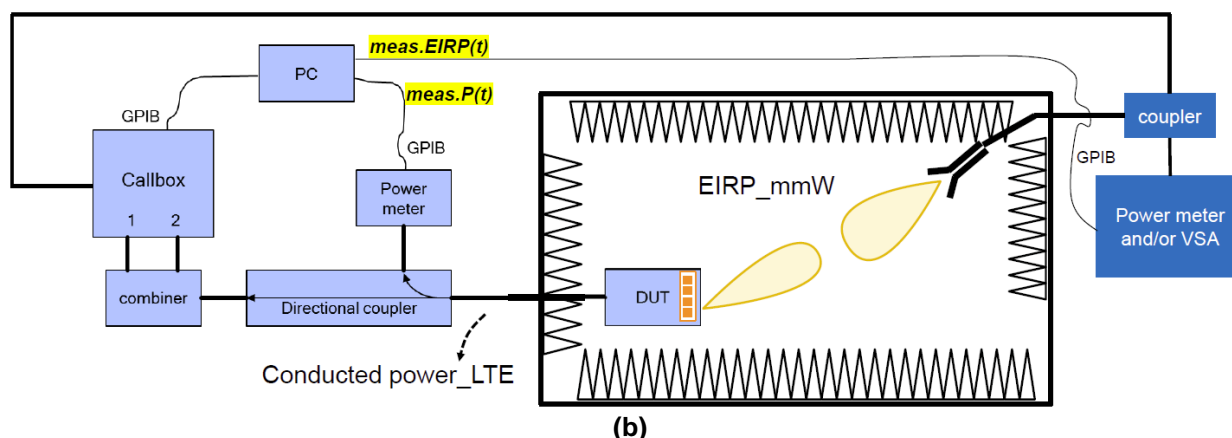 meas.EIRP(t)
PC
meas.P(t)
GPIB
GPIB
coupler
GPIB
Callbox
1 2
Power
meter
EIRP_mmW
Power meter
and/or VSA
combiner
Directional coupler
DUT
Conducted power_LTE
(b)